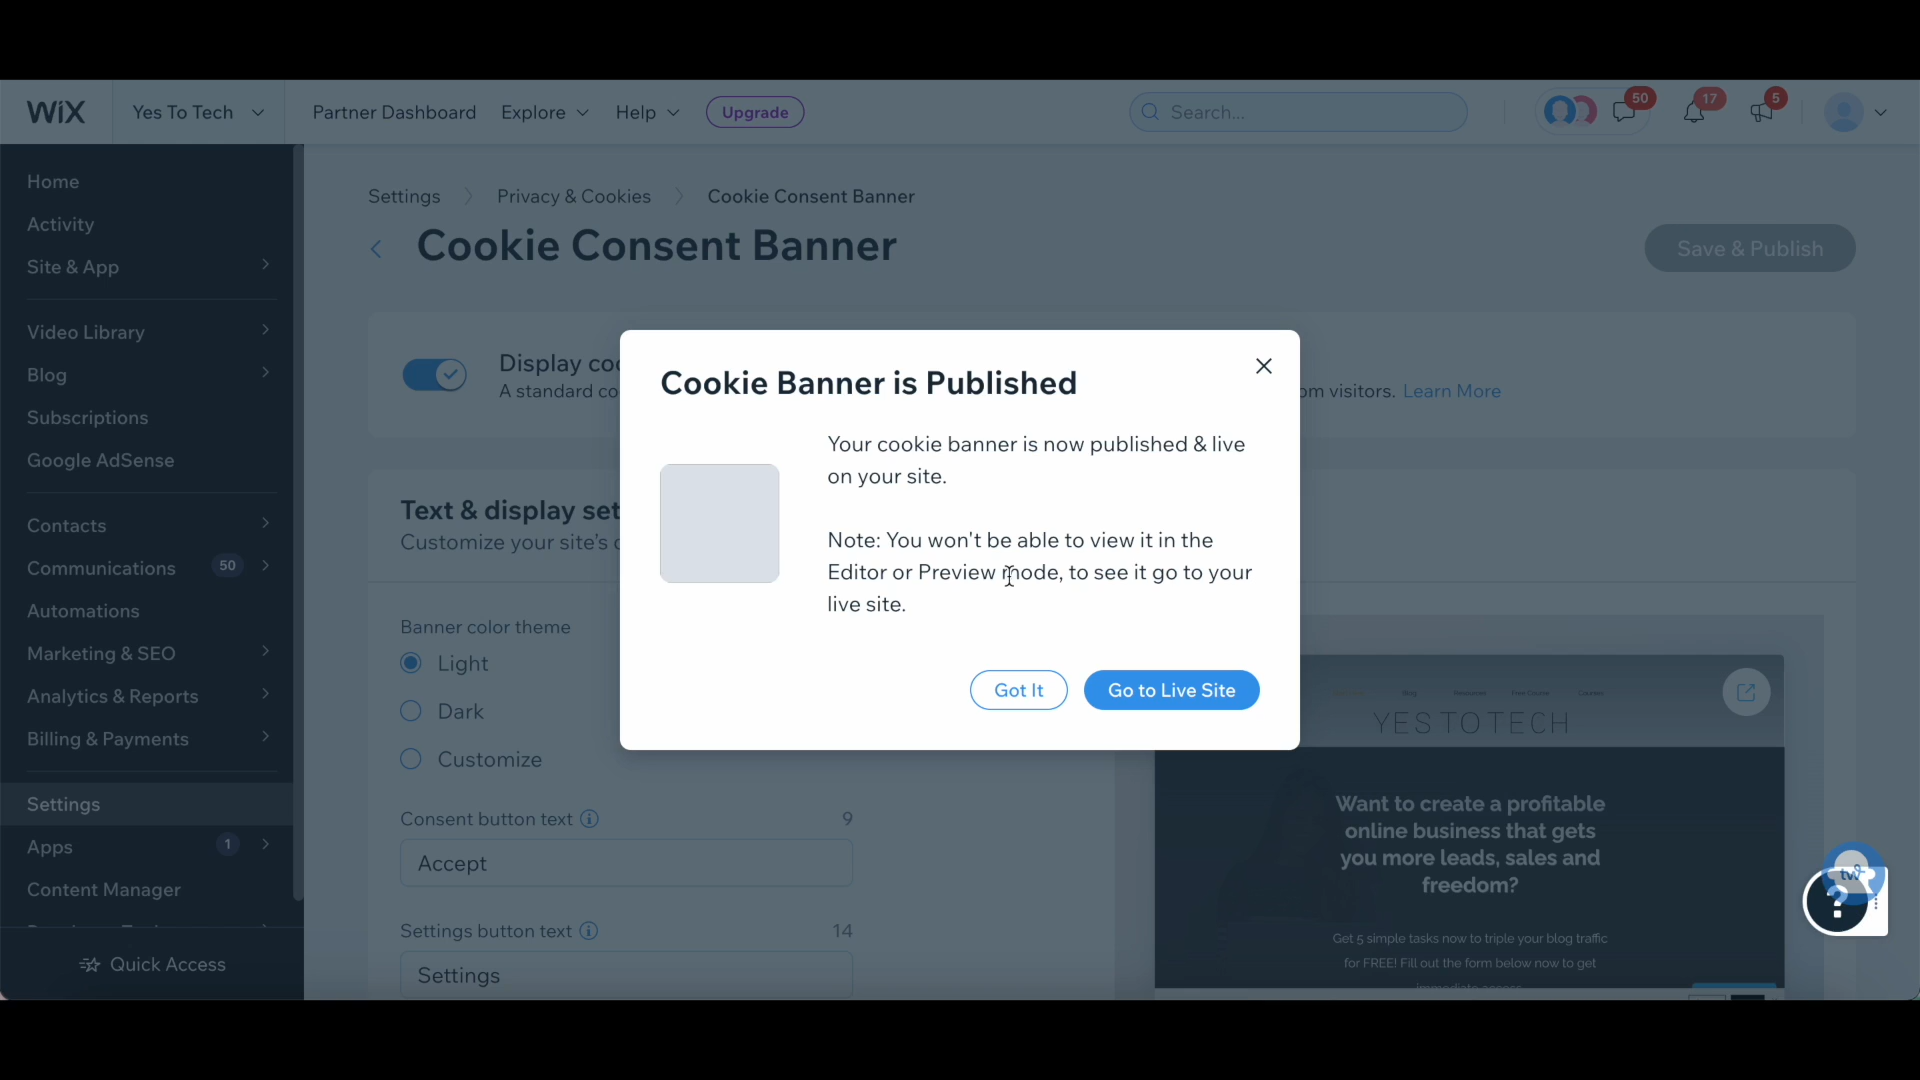 WiX
Yes To Tech
Partner Dashboard
Explore
Help
Upgrade
Search...
50
17
5
Home
Activity
Site & App
Video Library
Blog
Subscriptions
Google AdSense
Contacts
Communications
50
Automations
Marketing & SEO
Analytics & Reports
Billing & Payments
Settings
Apps
1
Content Manager
Quick Access
Settings
Privacy & Cookies
Cookie Consent Banner
Cookie Consent Banner
Save & Publish
Display
A standard
visitors. Learn More
Text & display
Customize your site's
Banner color theme
Light
Dark
Customize
Consent button text
9
Accept
Settings button text
14
Settings
Cookie Banner is Published
Your cookie banner is now published & live
on your site.
Note: You won't be able to view it in the
Editor or Preview mode, to see it go to your
live site.
Got It
Go to Live Site
Blog
Resources
Free Course
Courses
YES TO TECH
Want to create a profitable
online business that gets
you more leads, sales and
freedom?
Get 5 simple tasks now to triple your blog traffic
for FREE! Fill out the form below now to get
?